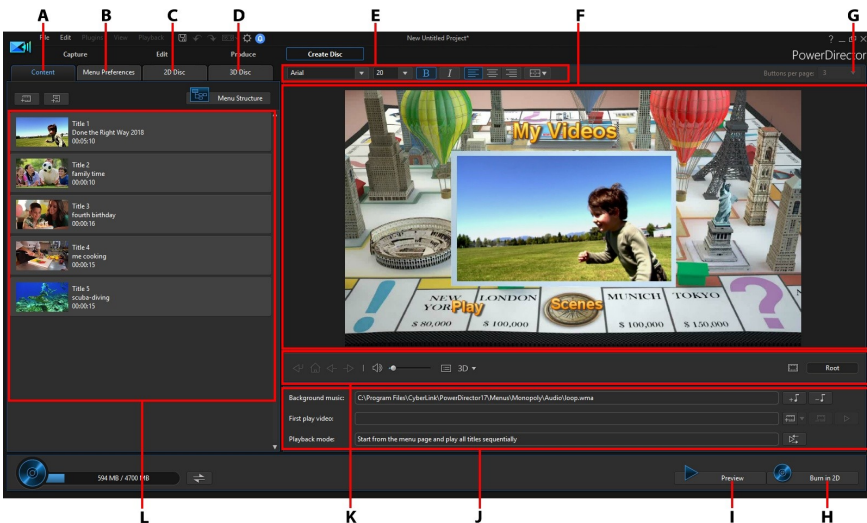 A B C D E F G
File Edit Plugins View Playback New Untitled Project* ?
Capture Edit Produce Create Disc PowerDirector
Content Menu Preferences 2D Disc 3D Disc Arial 20 B I Buttons per page: 3
Menu Structure
Title 1
Done the Right Way 2018
00:05:10
Title 2
family time
00:00:10
Title 3
fourth birthday
00:00:16
Title 4
me cooking
00:00:15
Title 5
scuba-diving
00:00:15
My Videos
NEW YORK LONDON MUNICH TOKYO
Play Scenes
$ 80,000 $ 100,000 $ 100,000 $ 150,000
3D Root
Background music: C:\Program Files\CyberLink\PowerDirector17\Menus\Monopoly\Audio\loop.wma
First play video:
Playback mode: Start from the menu page and play all titles sequentially
594 MB / 4700 MB Preview Burn in 2D
L K J I H